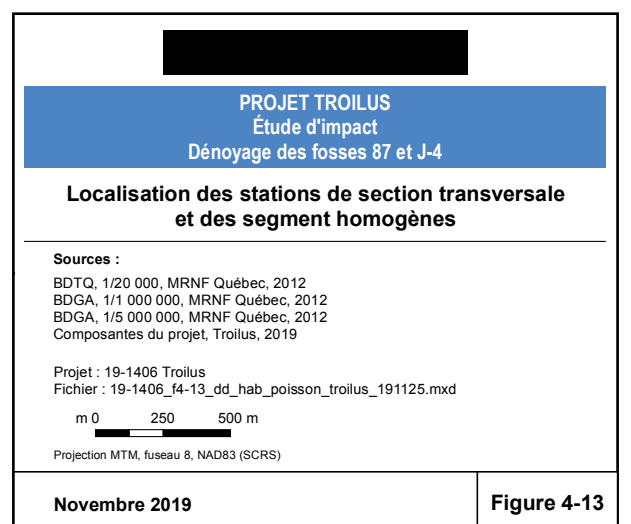 PROJET TROILUS
Étude d'impact
Dénoyage des fosses 87 et J-4
Localisation des stations de section transversale
et des segment homogènes
Sources :
BDTQ, 1/20 000, MRNF Québec, 2012
BDGA, 1/1 000 000, MRNF Québec, 2012
BDGA, 1/5 000 000, MRNF Québec, 2012
Composantes du projet, Troilus, 2019
Projet : 19-1406 Troilus
Fichier : 19-1406_f4-13_dd_hab_poisson_troilus_191125.mxd
m 0 250 500 m
Projection MTM, fuseau 8, NAD83 (SCRS)
Novembre 2019 Figure 4-13